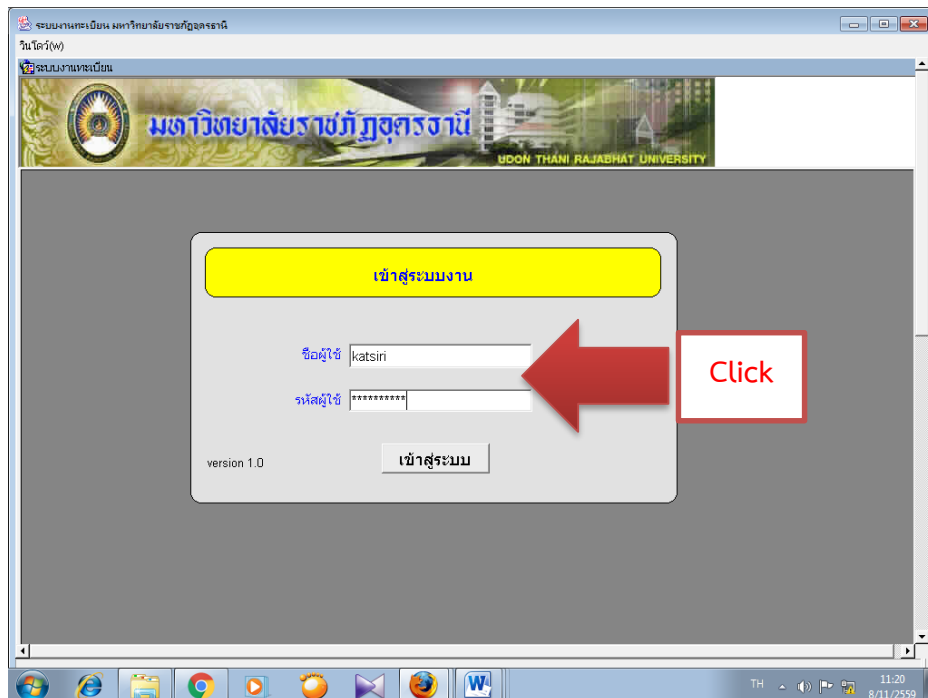 ระบบงานทะเบียน มหาวิทยาลัยราชภัฏอุดรธานี
วินโดว์(W)
ระบบงานทะเบียน
มหาวิทยาลัยราชภัฏอุดรธานี
UDON THANI RAJABHAT UNIVERSITY
เข้าสู่ระบบงาน
ชื่อผู้ใช้ katsiri
รหัสผู้ใช้ **********
Click
version 1.0
เข้าสู่ระบบ
TH
11:20
8/11/2559